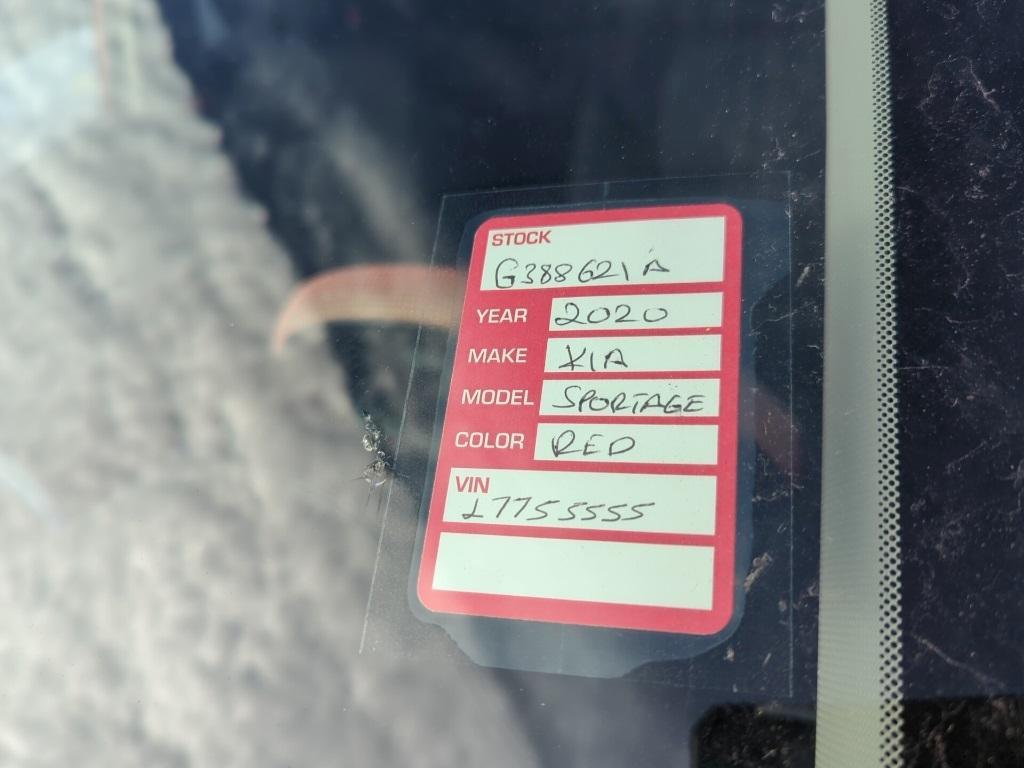 STOCK
G388621A
YEAR 2020
MAKE KIA
MODEL SPORTAGE
COLOR RED
VIN
L7755555